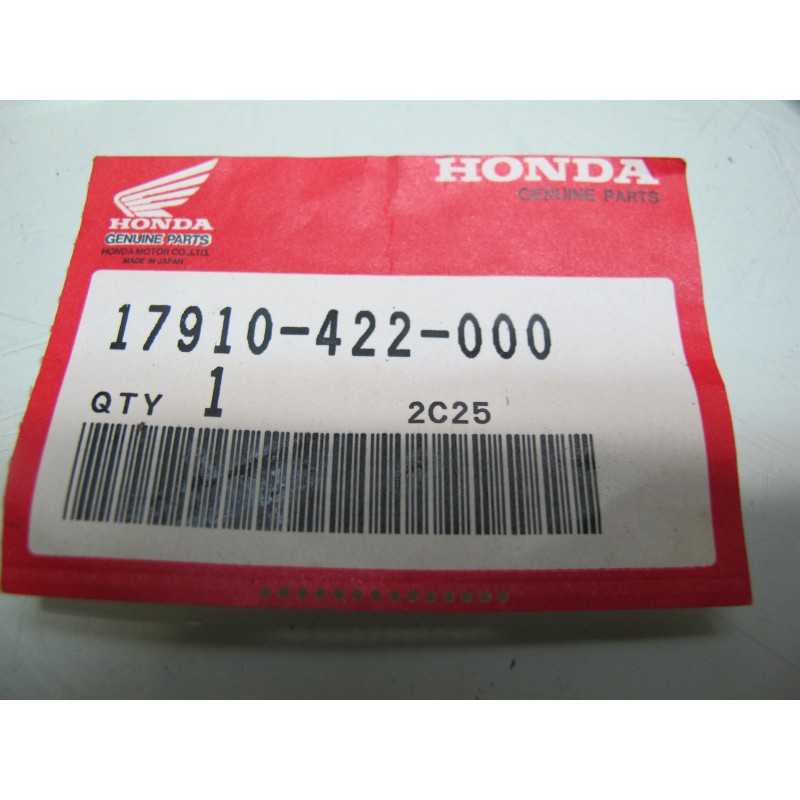 HONDA
GENUINE PARTS
HONDA MOTOR CO.,LTD.
MADE IN JAPAN
HONDA
GENUINE PARTS
17910-422-000
QTY 1 2C25